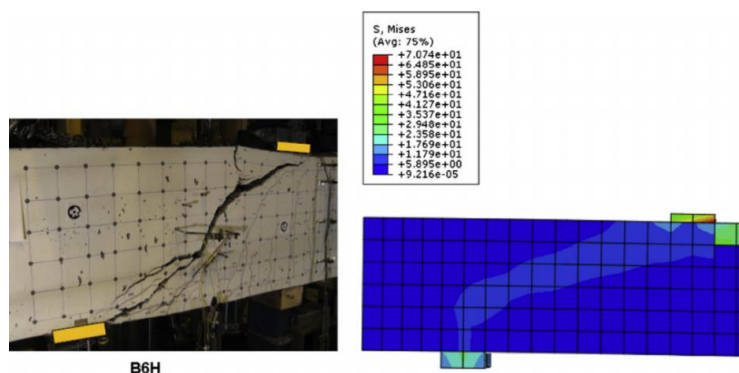 S, Mises
(Avg: 75%)
+7.074e+01
+6.485e+01
+5.895e+01
+5.306e+01
+4.716e+01
+4.127e+01
+3.537e+01
+2.948e+01
+2.358e+01
+1.769e+01
+1.179e+01
+5.895e+00
+9.216e-05
B6H